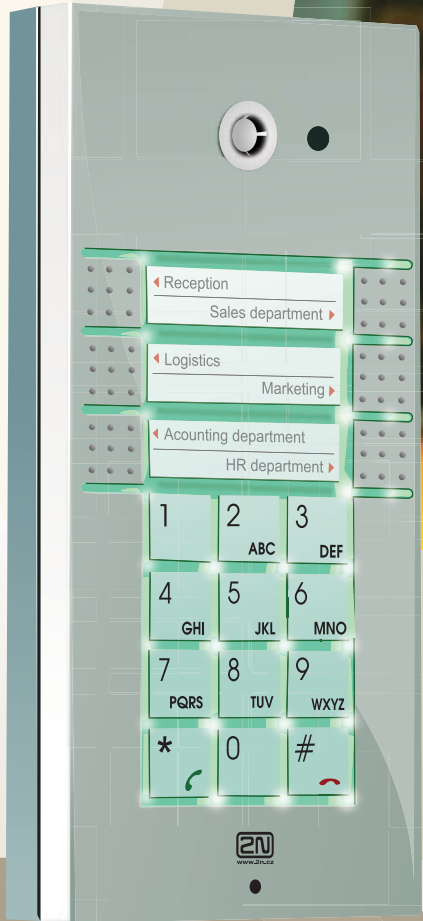 Reception
Sales department
Logistics
Marketing
Acounting department
HR department
1
2
ABC
3
DEF
4
GHI
5
JKL
6
MNO
7
PQRS
8
TUV
9
WXYZ
*
0
#
2N
www.2n.cz